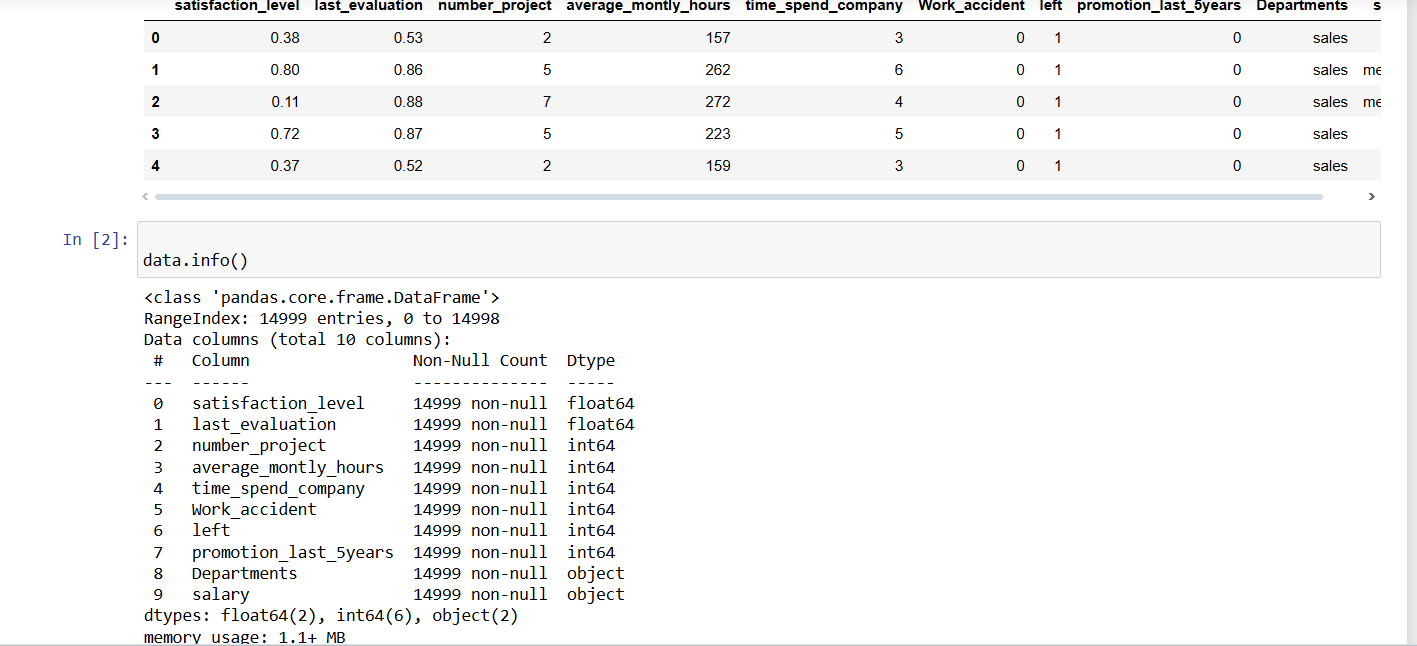 satisfaction_level last_evaluation number_project average_montly_hours time_spend_company Work_accident left promotion_last_5years Departments s
0 0.38 0.53 2 157 3 0 1 0 sales
1 0.80 0.86 5 262 6 0 1 0 sales me
2 0.11 0.88 7 272 4 0 1 0 sales me
3 0.72 0.87 5 223 5 0 1 0 sales
4 0.37 0.52 2 159 3 0 1 0 sales
In [2]:
data.info()
<class 'pandas.core.frame.DataFrame'>
RangeIndex: 14999 entries, 0 to 14998
Data columns (total 10 columns):
# Column Non-Null Count Dtype
--- ------ -------------- -----
0 satisfaction_level 14999 non-null float64
1 last_evaluation 14999 non-null float64
2 number_project 14999 non-null int64
3 average_montly_hours 14999 non-null int64
4 time_spend_company 14999 non-null int64
5 Work_accident 14999 non-null int64
6 left 14999 non-null int64
7 promotion_last_5years 14999 non-null int64
8 Departments 14999 non-null object
9 salary 14999 non-null object
dtypes: float64(2), int64(6), object(2)
memory usage: 1.1+ MB